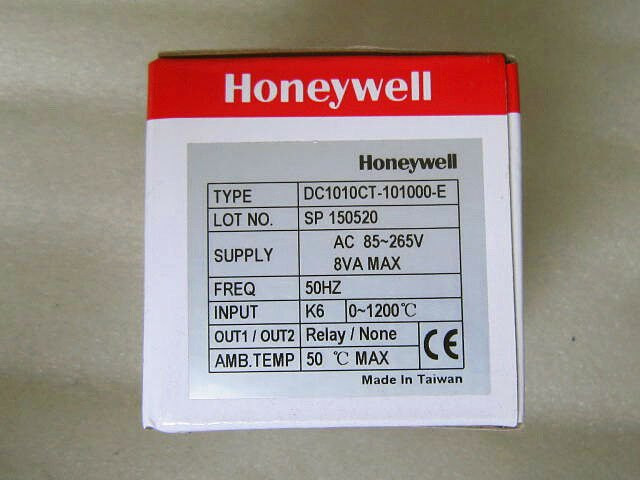 Honeywell
Honeywell
TYPE DC1010CT-101000-E
LOT NO. SP 150520
SUPPLY AC 85~265V
8VA MAX
FREQ 50HZ
INPUT K6 0~1200℃
OUT1 / OUT2 Relay / None
AMB.TEMP 50 ℃ MAX
CE
Made In Taiwan